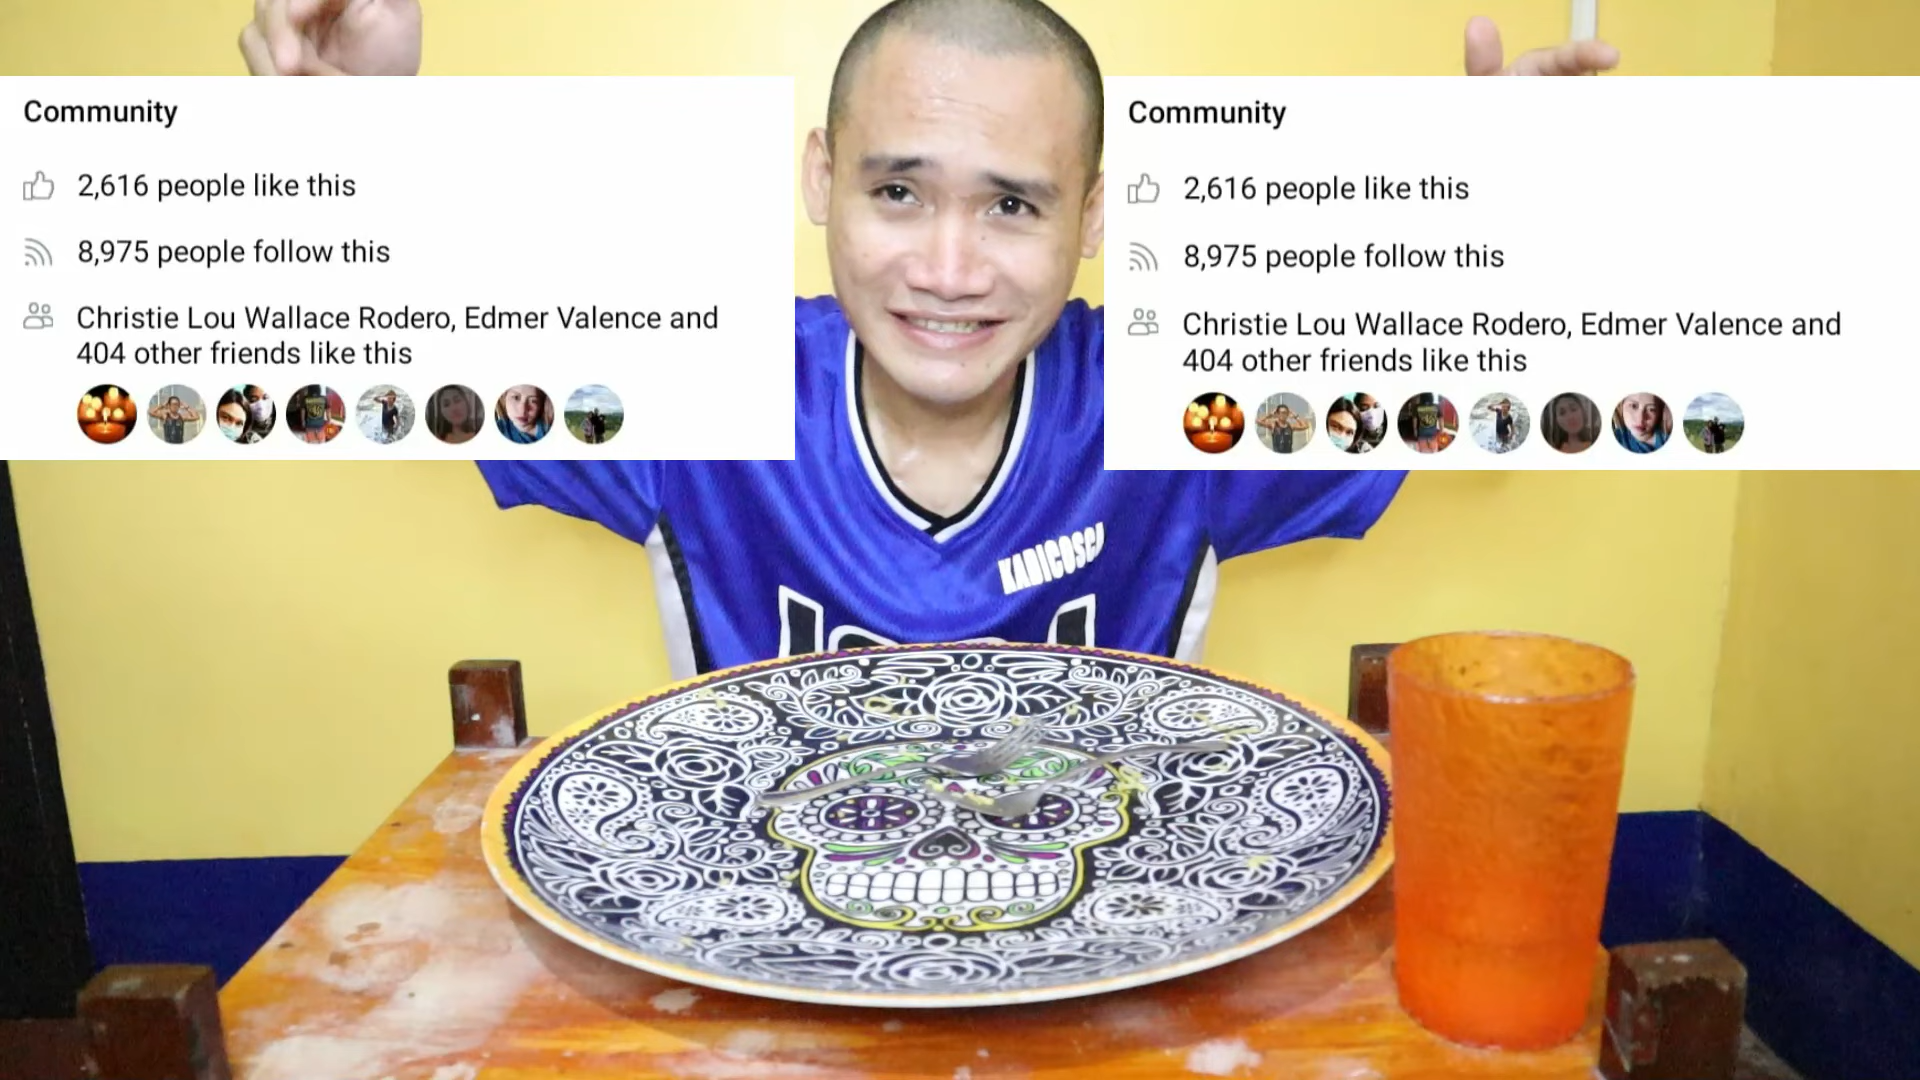 Community
2,616 people like this
8,975 people follow this
Christie Lou Wallace Rodero, Edmer Valence and
404 other friends like this
Community
2,616 people like this
8,975 people follow this
Christie Lou Wallace Rodero, Edmer Valence and
404 other friends like this